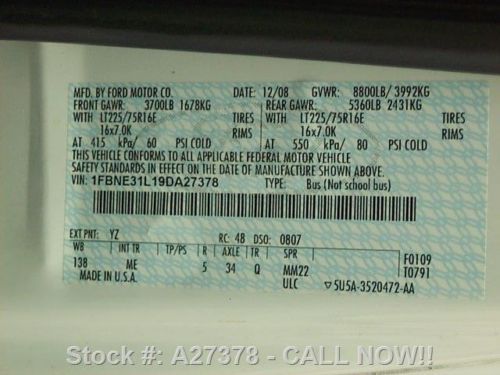 MFD. BY FORD MOTOR CO. 12/08 GVWR: 8800LB/ 3992KG
FRONT GAWR: 3700LB 1678KG REAR GAWR: 5360LB 2431KG
WITH LT225/75R16E TIRES WITH LT225/75R16E TIRES
16x7.0K RIMS 16x7.0K RIMS
AT 415 kPa/ 60 PSI COLD AT 550 kPa/ 80 PSI COLD
THIS VEHICLE CONFORMS TO ALL APPLICABLE FEDERAL MOTOR VEHICLE
SAFETY STANDARDS IN EFFECT ON THE DATE OF MANUFACTURE SHOWN ABOVE.
VIN: 1FBNE31L19DA27378 TYPE: Bus (Not school bus)
EXT PNT: YZ RC: 48 DSO: 0807
WB INT TR TP/PS R AXLE TR SPR F0109
138 ME 5 34 Q MM22 T0791
MADE IN U.S.A. ULC ▽5U5A-3520472-AA
Stock #: A27378 - CALL NOW!!